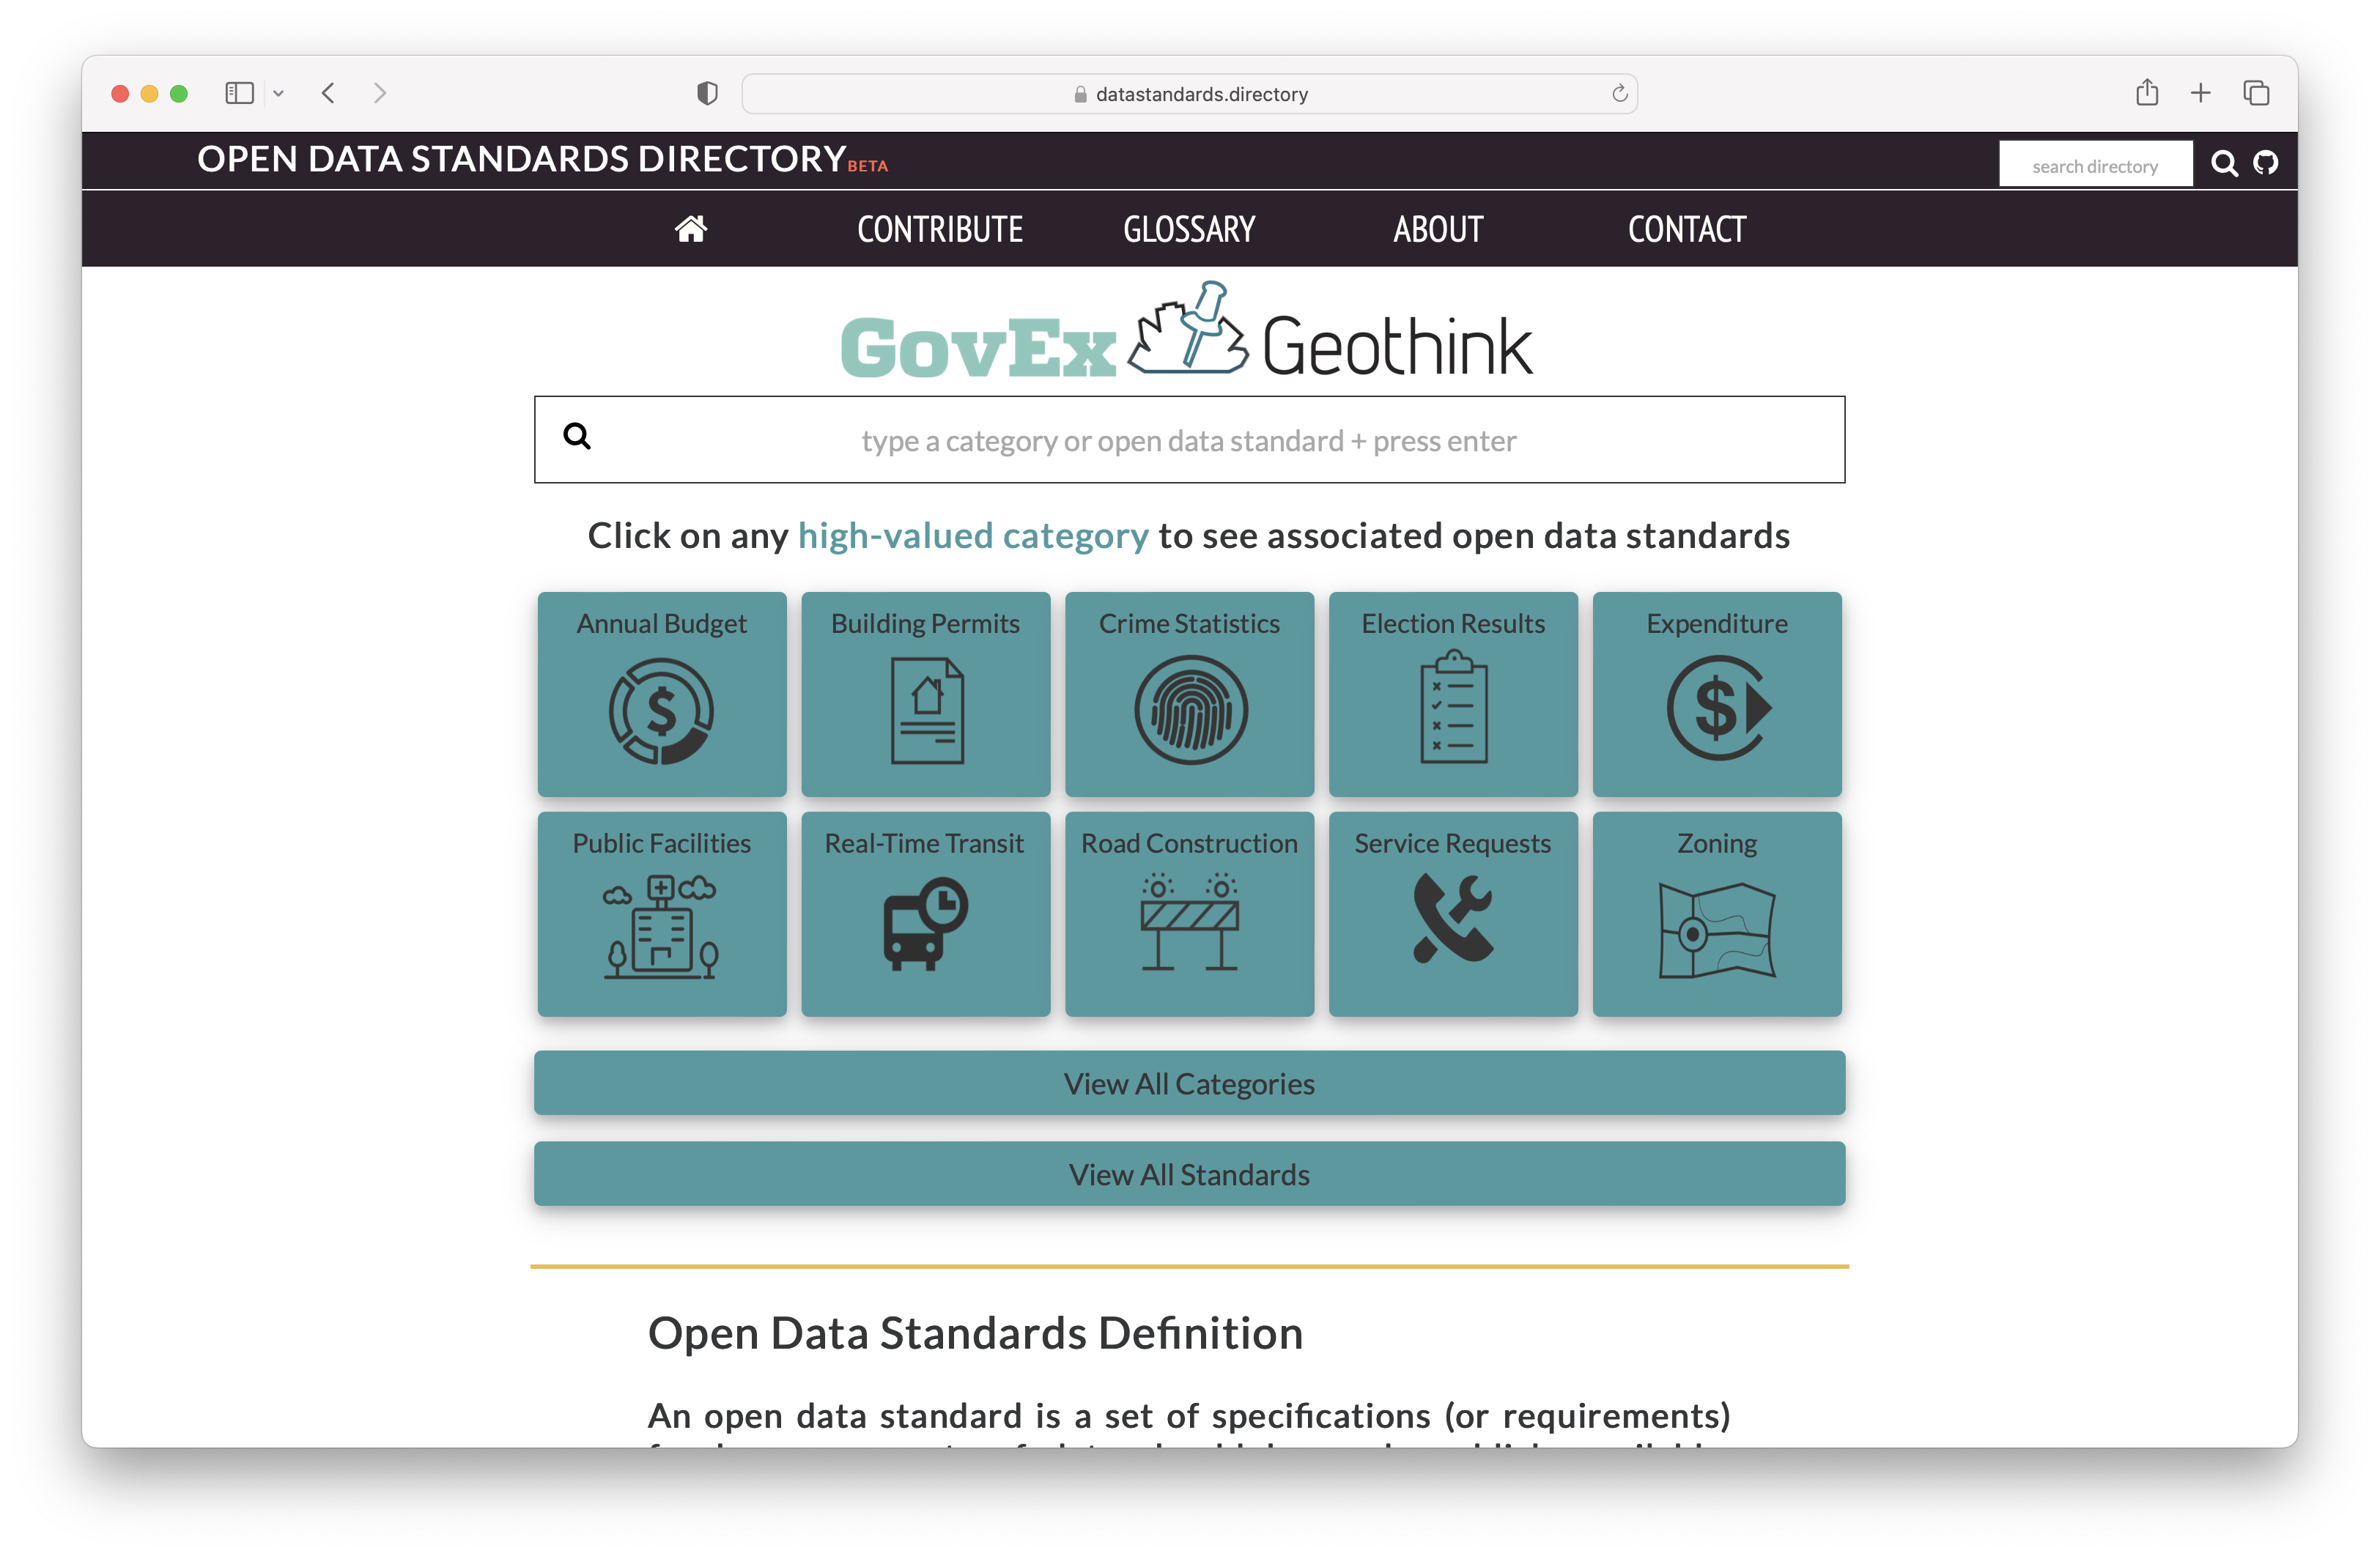 datastandards.directory
OPEN DATA STANDARDS DIRECTORY BETA
search directory
CONTRIBUTE GLOSSARY ABOUT CONTACT
GovEx Geothink
type a category or open data standard + press enter
Click on any high-valued category to see associated open data standards
Annual Budget Building Permits Crime Statistics Election Results Expenditure
Public Facilities Real-Time Transit Road Construction Service Requests Zoning
View All Categories
View All Standards
Open Data Standards Definition
An open data standard is a set of specifications (or requirements)